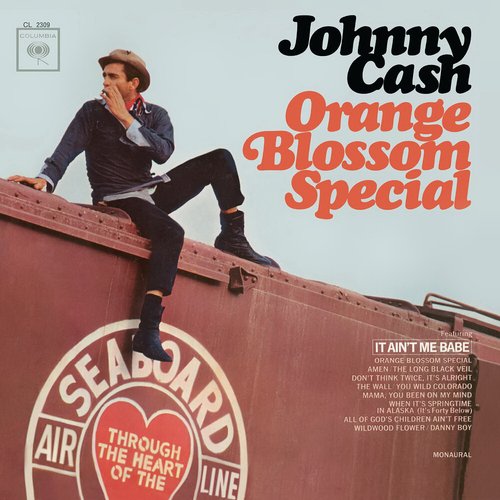 CL 2309
COLUMBIA
Johnny
Cash
Orange
Blossom
Special
Featuring
IT AIN'T ME BABE
ORANGE BLOSSOM SPECIAL
AMEN · THE LONG BLACK VEIL
DON'T THINK TWICE, IT'S ALRIGHT
THE WALL · YOU WILD COLORADO
MAMA, YOU BEEN ON MY MIND
WHEN IT'S SPRINGTIME
IN ALASKA (It's Forty Below)
ALL OF GOD'S CHILDREN AIN'T FREE
WILDWOOD FLOWER / DANNY BOY
MONAURAL
SEABOARD
AIR
LINE
THROUGH
THE HEART
OF THE